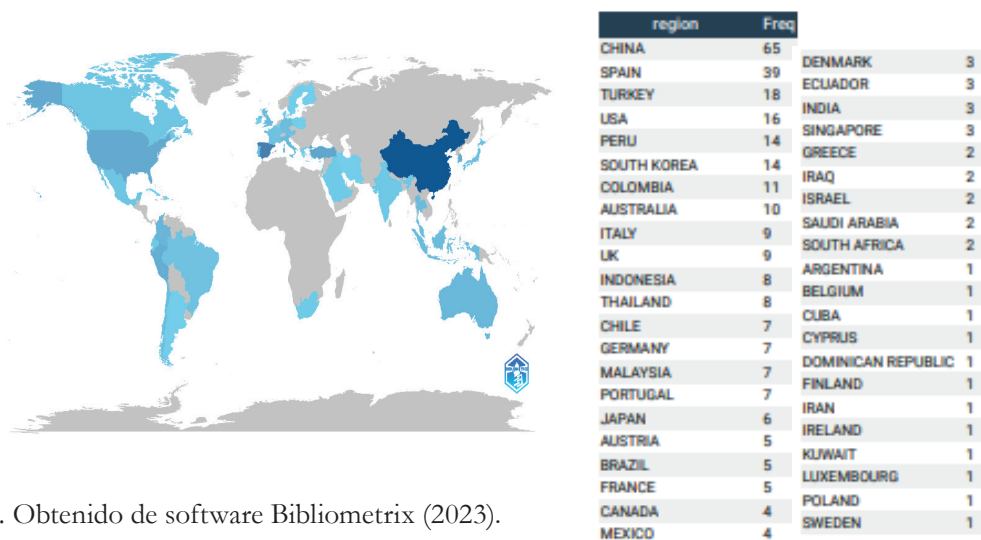 region Freq
CHINA 65
SPAIN 39
TURKEY 18
USA 16
PERU 14
SOUTH KOREA 14
COLOMBIA 11
AUSTRALIA 10
ITALY 9
UK 9
INDONESIA 8
THAILAND 8
CHILE 7
GERMANY 7
MALAYSIA 7
PORTUGAL 7
JAPAN 6
AUSTRIA 5
BRAZIL 5
FRANCE 5
CANADA 4
MEXICO 4
DENMARK 3
ECUADOR 3
INDIA 3
SINGAPORE 3
GREECE 2
IRAQ 2
ISRAEL 2
SAUDI ARABIA 2
SOUTH AFRICA 2
ARGENTINA 1
BELGIUM 1
CUBA 1
CYPRUS 1
DOMINICAN REPUBLIC 1
FINLAND 1
IRAN 1
IRELAND 1
KUWAIT 1
LUXEMBOURG 1
POLAND 1
SWEDEN 1
. Obtenido de software Bibliometrix (2023).